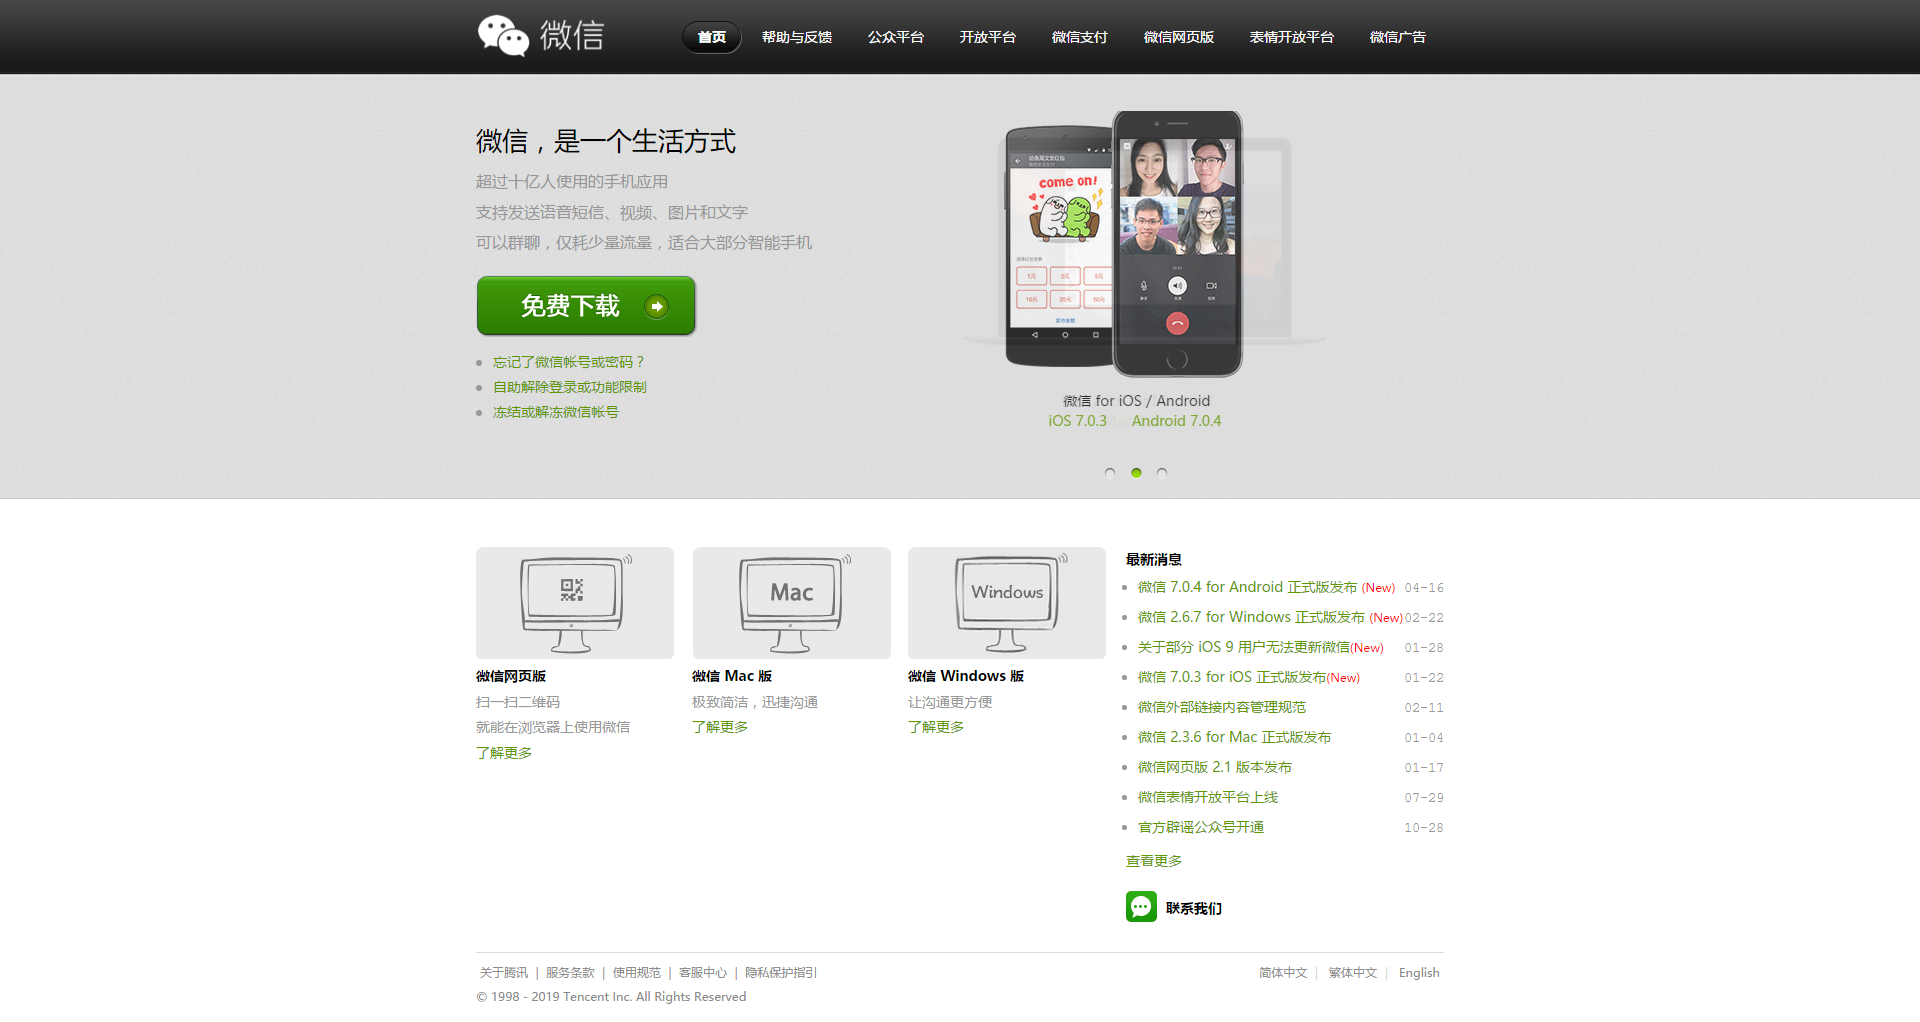 微信
首页 帮助与反馈 公众平台 开放平台 微信支付 微信网页版 表情开放平台 微信广告
微信，是一个生活方式
超过十亿人使用的手机应用
支持发送语音短信、视频、图片和文字
可以群聊，仅耗少量流量，适合大部分智能手机
免费下载
忘记了微信帐号或密码？
自助解除登录或功能限制
冻结或解冻微信帐号
come on!
1元 2元 5元
10元 20元 50元
其他金额
微信 for iOS / Android
iOS 7.0.3 Android 7.0.4
Mac
Windows
微信网页版
扫一扫二维码
就能在浏览器上使用微信
了解更多
微信 Mac 版
极致简洁，迅捷沟通
了解更多
微信 Windows 版
让沟通更方便
了解更多
最新消息
微信 7.0.4 for Android 正式版发布 (New) 04-16
微信 2.6.7 for Windows 正式版发布 (New) 02-22
关于部分 iOS 9 用户无法更新微信(New) 01-28
微信 7.0.3 for iOS 正式版发布(New) 01-22
微信外部链接内容管理规范 02-11
微信 2.3.6 for Mac 正式版发布 01-04
微信网页版 2.1 版本发布 01-17
微信表情开放平台上线 07-29
官方辟谣公众号开通 10-28
查看更多
联系我们
关于腾讯 | 服务条款 | 使用规范 | 客服中心 | 隐私保护指引
简体中文 | 繁体中文 | English
© 1998 - 2019 Tencent Inc. All Rights Reserved